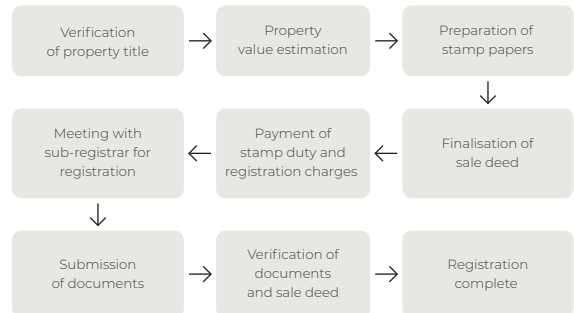 Verification
of property title
Property
value estimation
Preparation of
stamp papers
Finalisation of
sale deed
Payment of
stamp duty and
registration charges
Meeting with
sub-registrar for
registration
Submission
of documents
Verification of
documents
and sale deed
Registration
complete